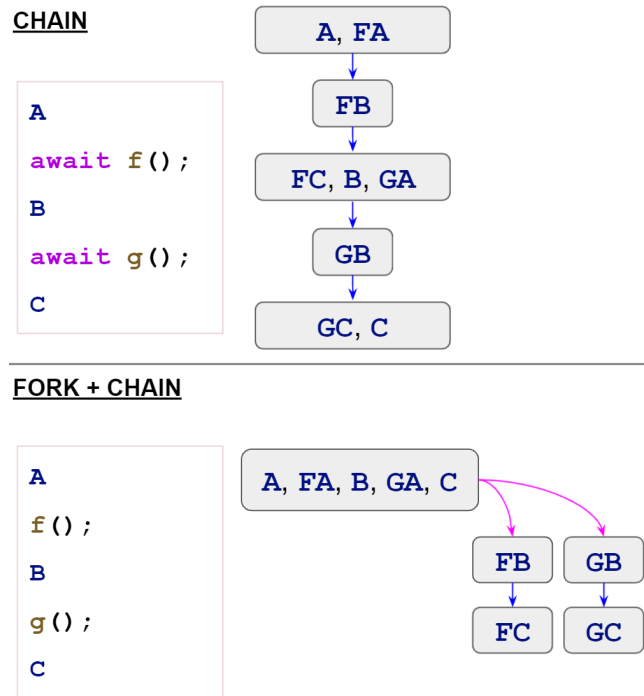 CHAIN
A
await f();
B
await g();
C
A, FA
FB
FC, B, GA
GB
GC, C
FORK + CHAIN
A
f();
B
g();
C
A, FA, B, GA, C
FB GB
FC GC